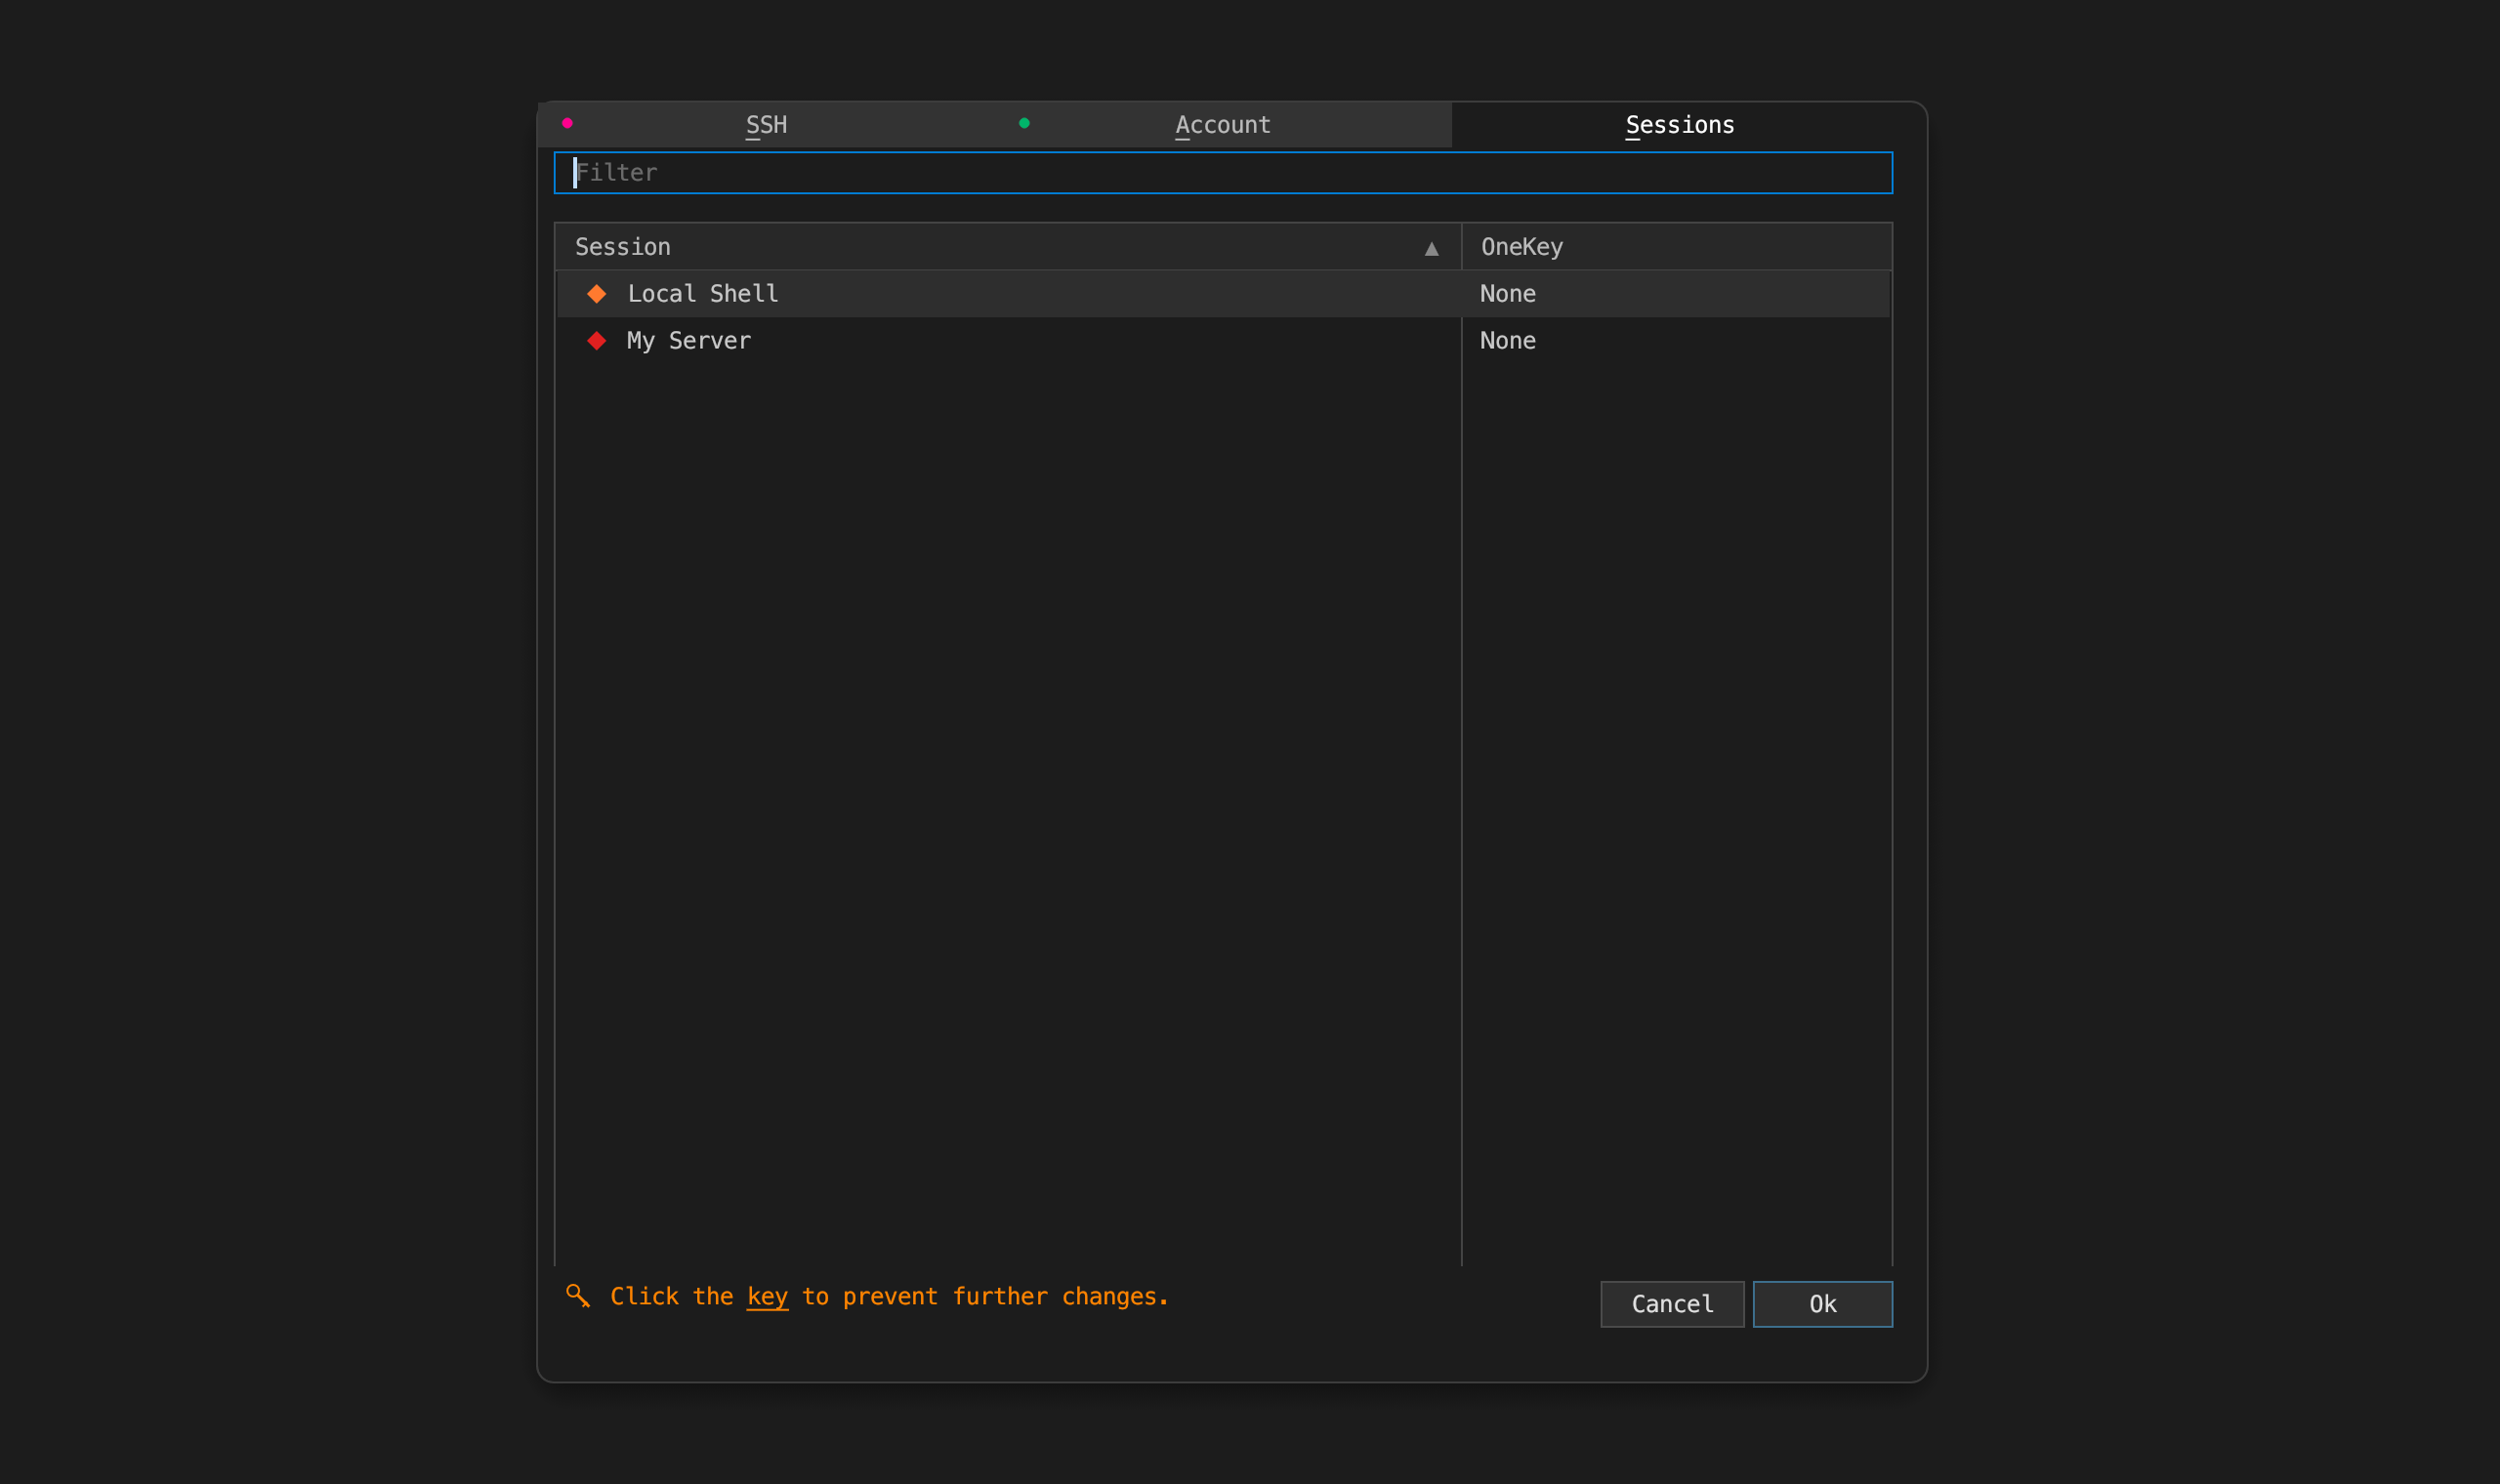 SSH Account Sessions
Filter
Session ▲ OneKey
Local Shell None
My Server None
Click the key to prevent further changes.
Cancel Ok